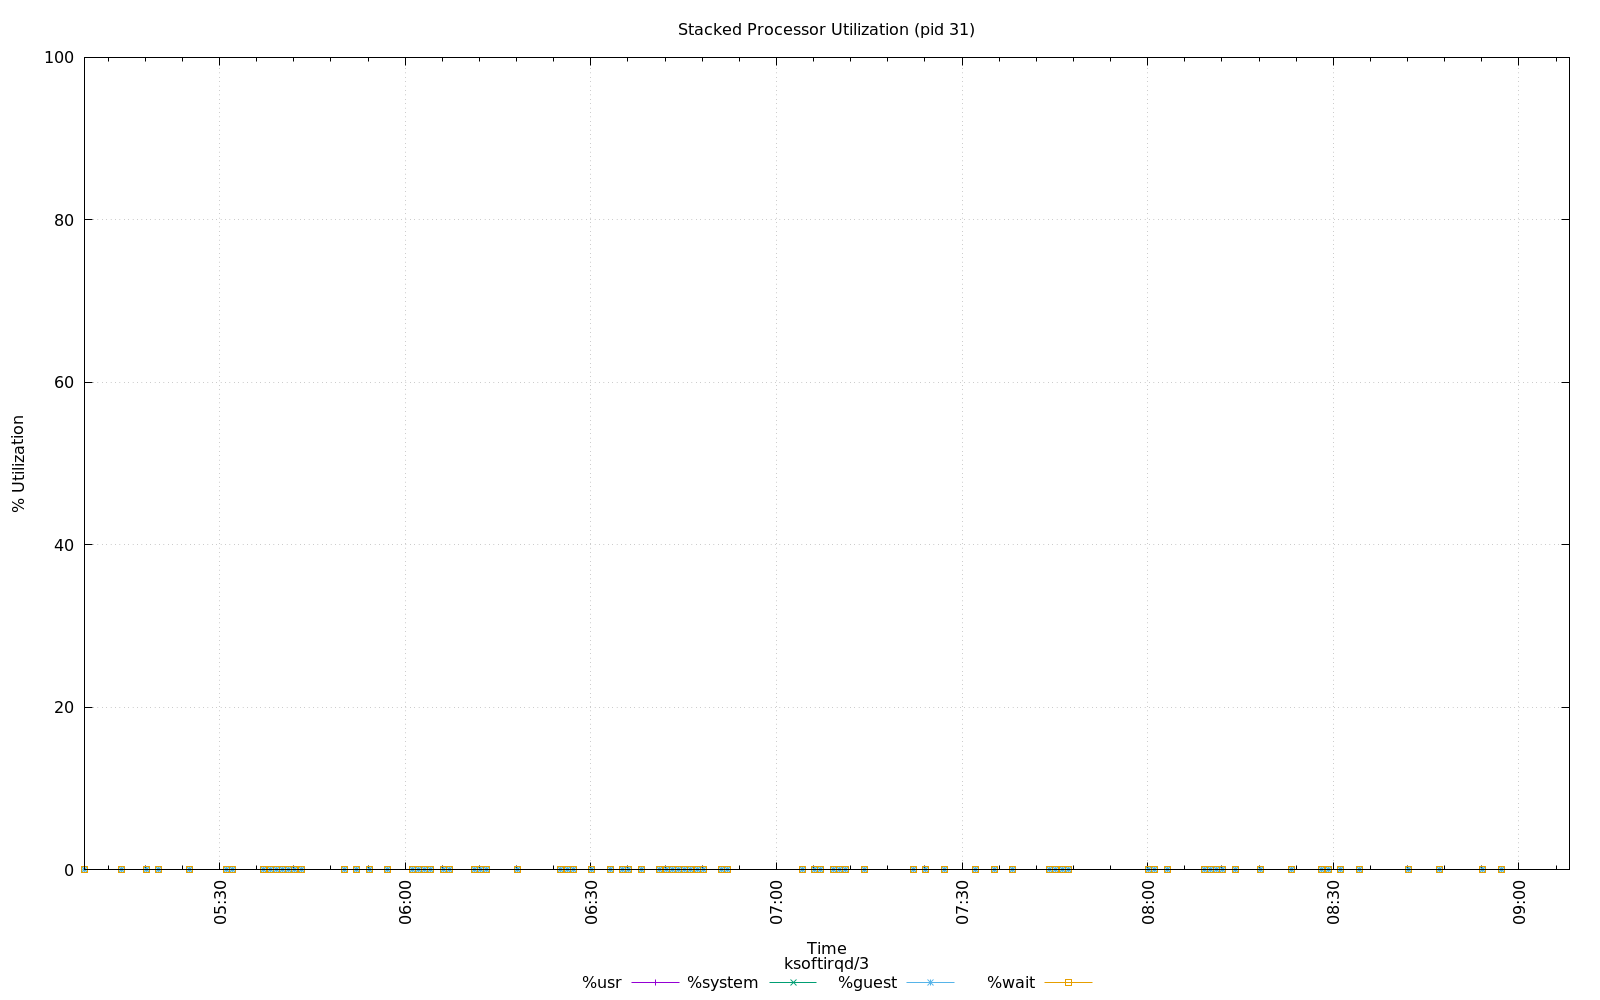 Stacked Processor Utilization (pid 31)
100
80
60
40
20
0
% Utilization
05:30 06:00 06:30 07:00 07:30 08:00 08:30 09:00
Time
ksoftirqd/3
%usr %system %guest %wait